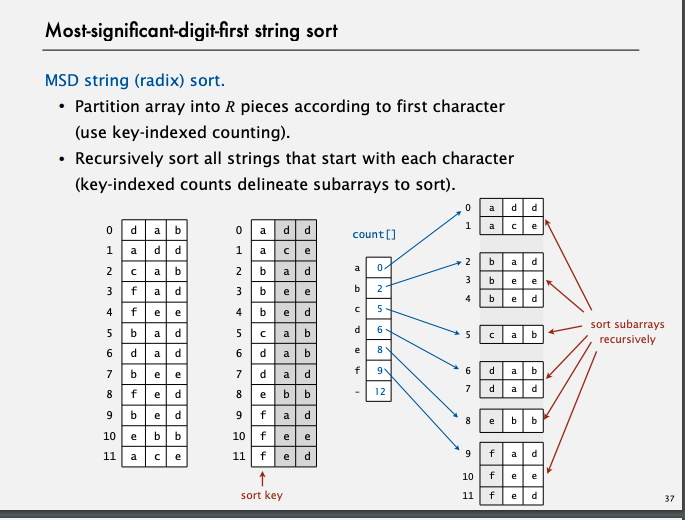 Most-significant-digit-first string sort
MSD string (radix) sort.
• Partition array into R pieces according to first character
(use key-indexed counting).
• Recursively sort all strings that start with each character
(key-indexed counts delineate subarrays to sort).
0 d a b
1 a d d
2 c a b
3 f a d
4 f e e
5 b a d
6 d a d
7 b e e
8 f e d
9 b e d
10 e b b
11 a c e
0 a d d
1 a c e
2 b a d
3 b e e
4 b e d
5 c a b
6 d a b
7 d a d
8 e b b
9 f a d
10 f e e
11 f e d
sort key
count[]
a 0
b 2
c 5
d 6
e 8
f 9
- 12
0 a d d
1 a c e
2 b a d
3 b e e
4 b e d
5 c a b
6 d a b
7 d a d
8 e b b
9 f a d
10 f e e
11 f e d
sort subarrays
recursively
37